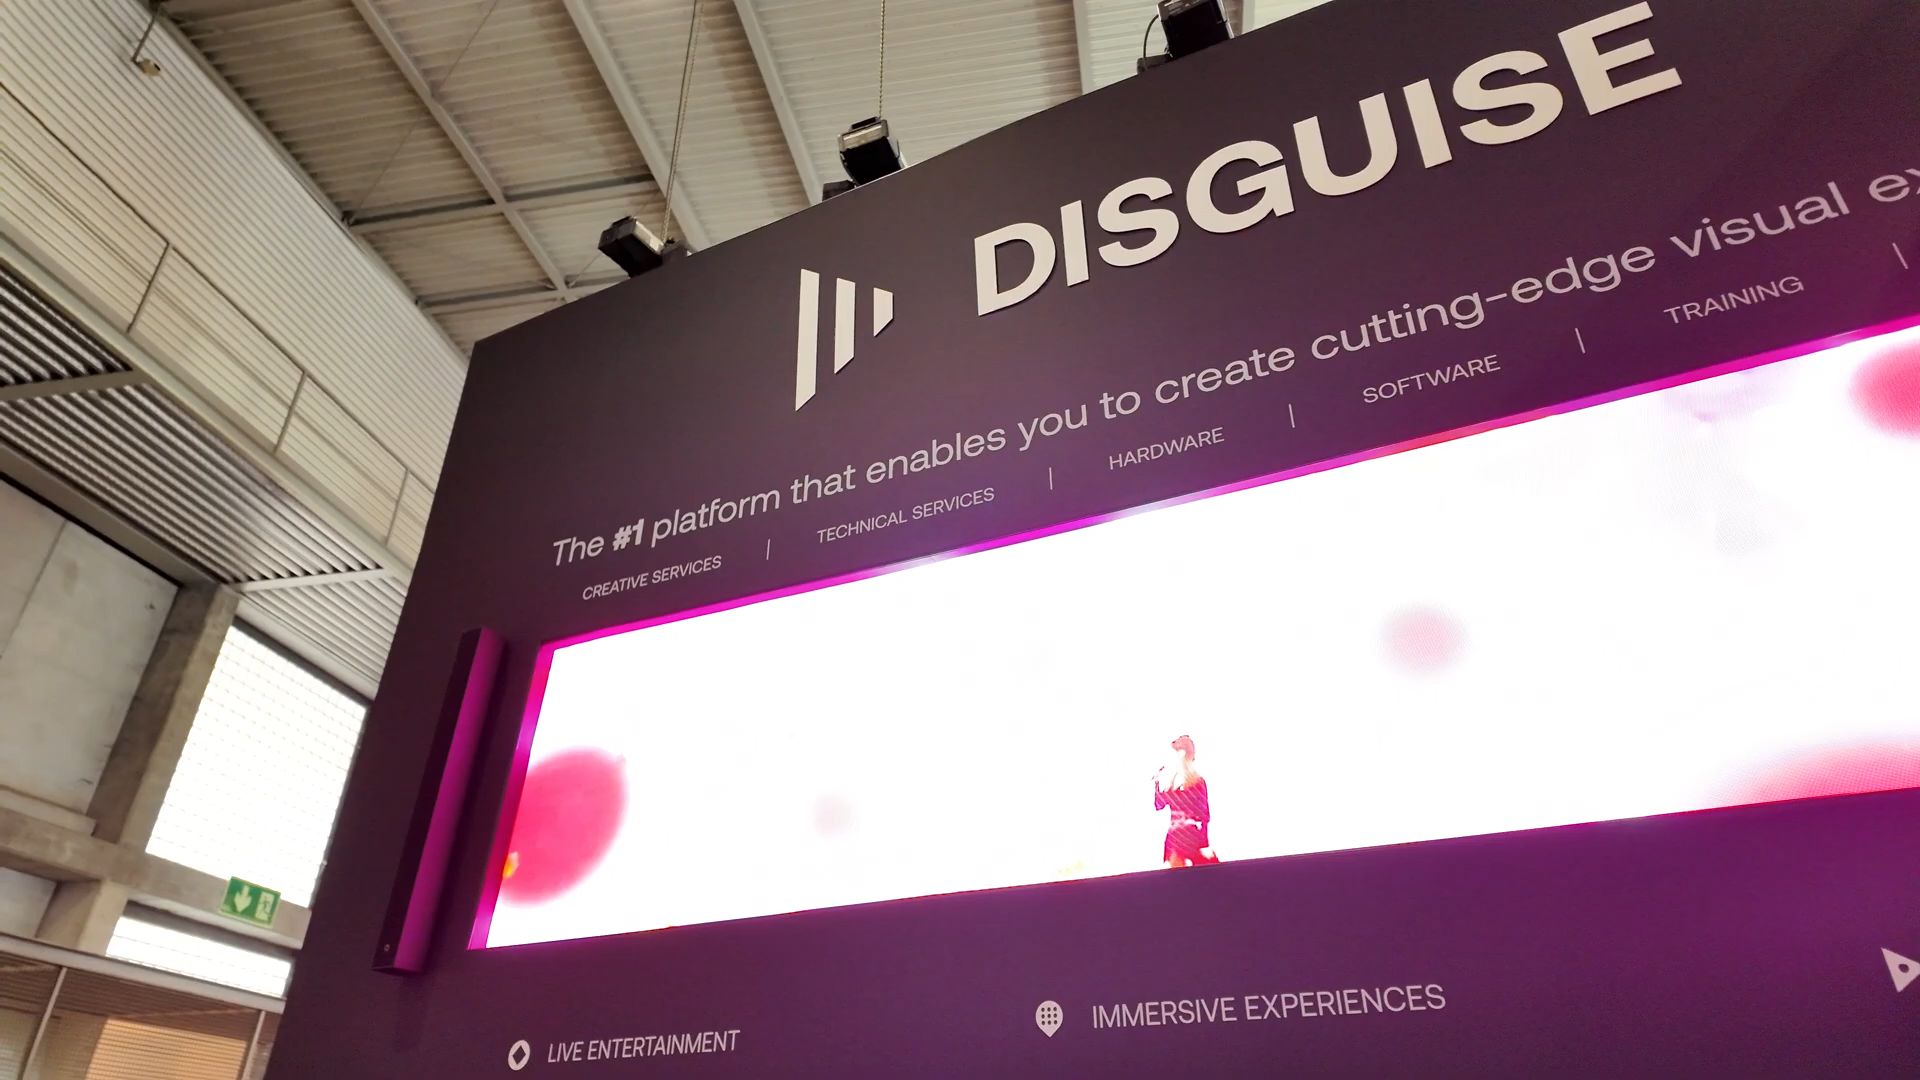 DISGUISE
The #1 platform that enables you to create cutting-edge visual
CREATIVE SERVICES | TECHNICAL SERVICES | HARDWARE | SOFTWARE | TRAINING |
LIVE ENTERTAINMENT
IMMERSIVE EXPERIENCES